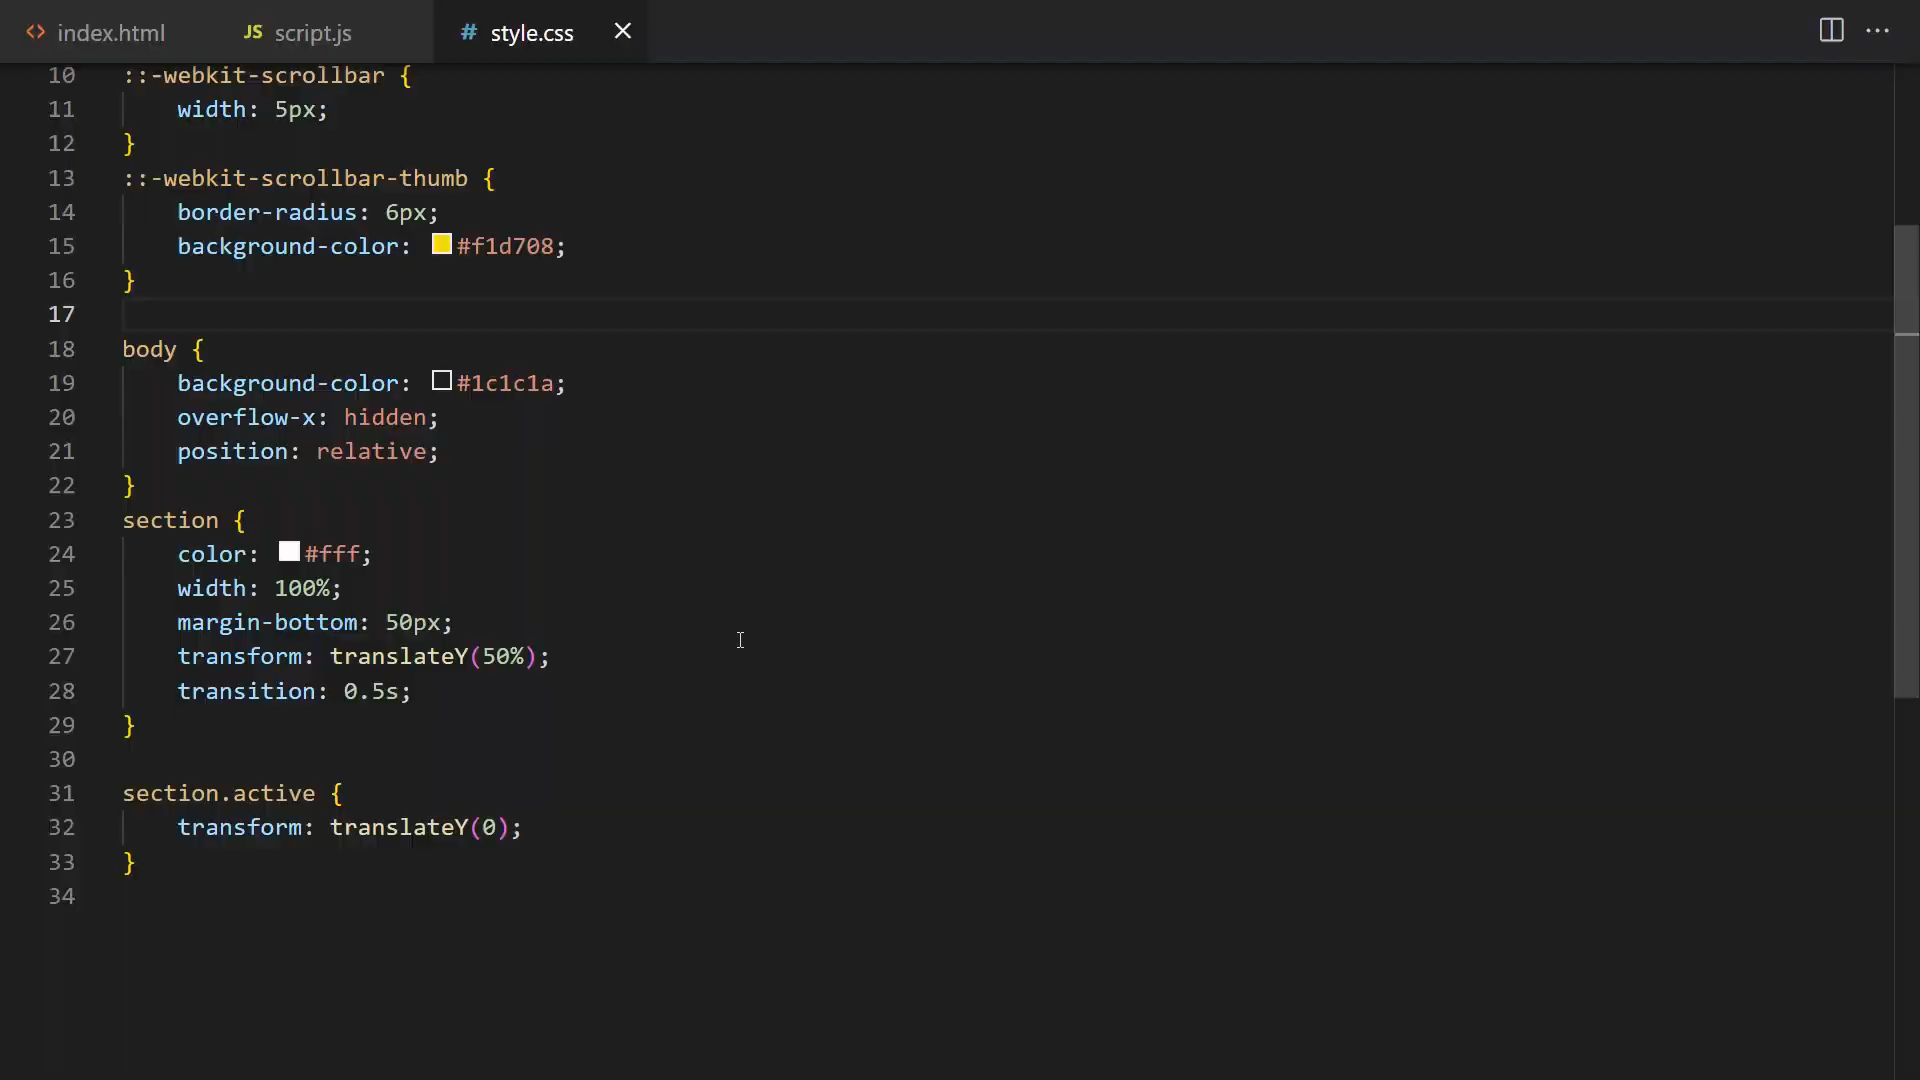 <> index.html JS script.js # style.css
10 ::-webkit-scrollbar {
11 width: 5px;
12 }
13 ::-webkit-scrollbar-thumb {
14 border-radius: 6px;
15 background-color: #f1d708;
16 }
17
18 body {
19 background-color: #1c1c1a;
20 overflow-x: hidden;
21 position: relative;
22 }
23 section {
24 color: #fff;
25 width: 100%;
26 margin-bottom: 50px;
27 transform: translateY(50%);
28 transition: 0.5s;
29 }
30
31 section.active {
32 transform: translateY(0);
33 }
34